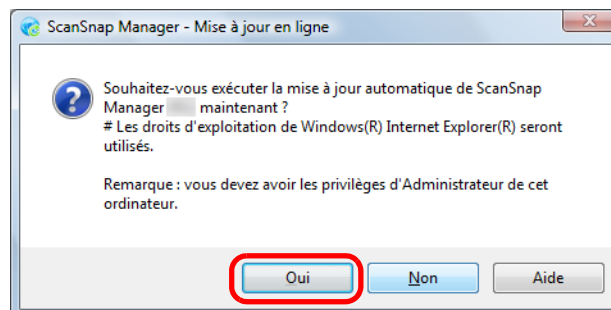 ScanSnap Manager - Mise à jour en ligne
Souhaitez-vous exécuter la mise à jour automatique de ScanSnap
Manager maintenant ?
# Les droits d'exploitation de Windows(R) Internet Explorer(R) seront
utilisés.
Remarque : vous devez avoir les privilèges d'Administrateur de cet
ordinateur.
Oui Non Aide